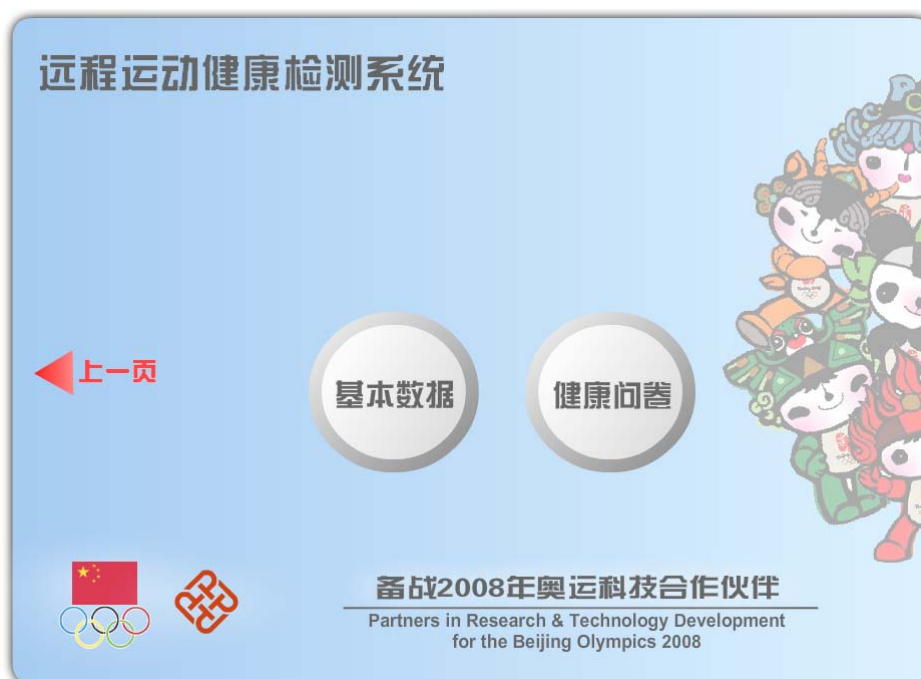 远程运动健康检测系统
上一页
基本数据
健康问卷
备战2008年奥运科技合作伙伴
Partners in Research & Technology Development
for the Beijing Olympics 2008